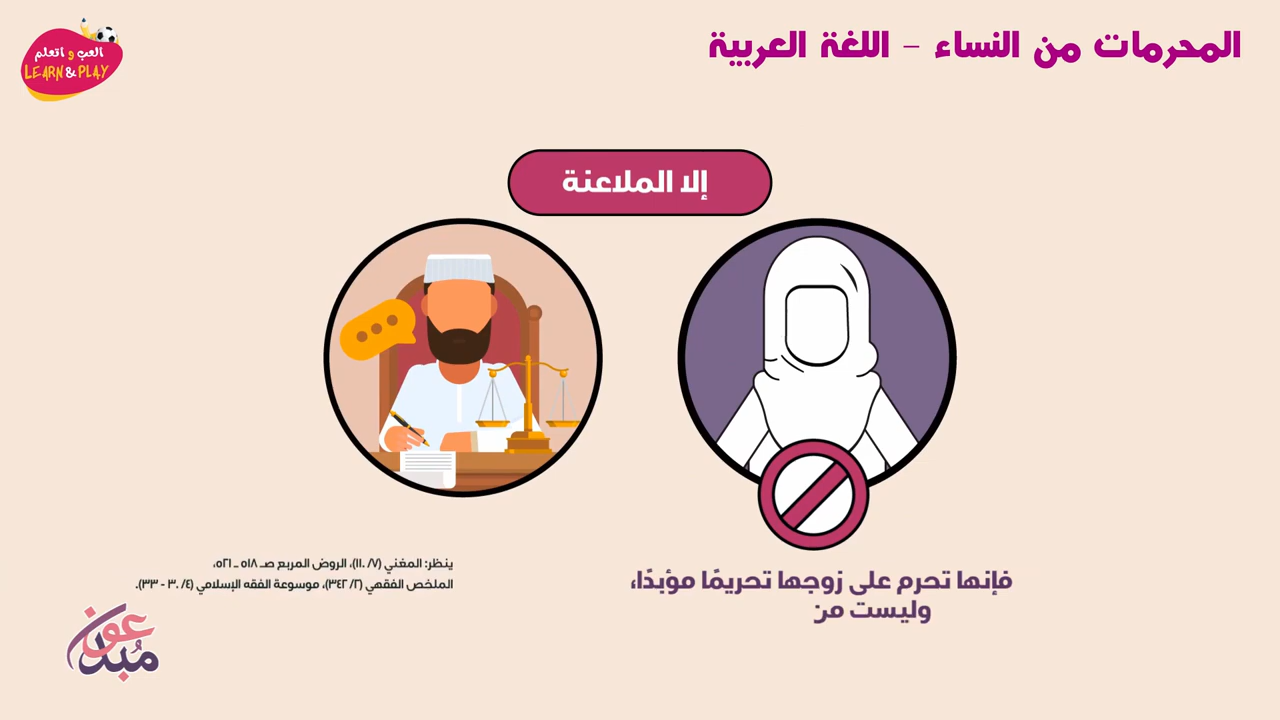 المحرمات من النساء – اللغة العربية
العب و اتعلم
LEARN & PLAY
إلا الملاعنة
فإنها تحرم على زوجها تحريمًا مؤبدًا،
وليست من
ينظر: المغني (٧/ ١١٠)، الروض المربع صـ ٥١٨ ــ ٥٢١،
الملخص الفقهي (٢/ ٣٤٢)، موسوعة الفقه الإسلامي (٤/ ٣٠ - ٣٣).
مُبدعون